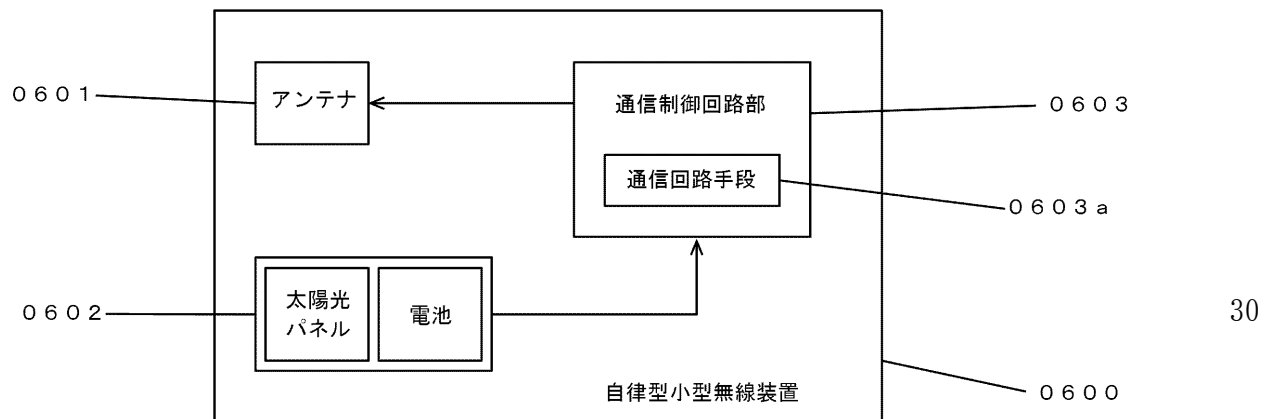 ０６０１
アンテナ
通信制御回路部
０６０３
通信回路手段
０６０３ａ
０６０２
太陽光
パネル
電池
30
自律型小型無線装置
０６００